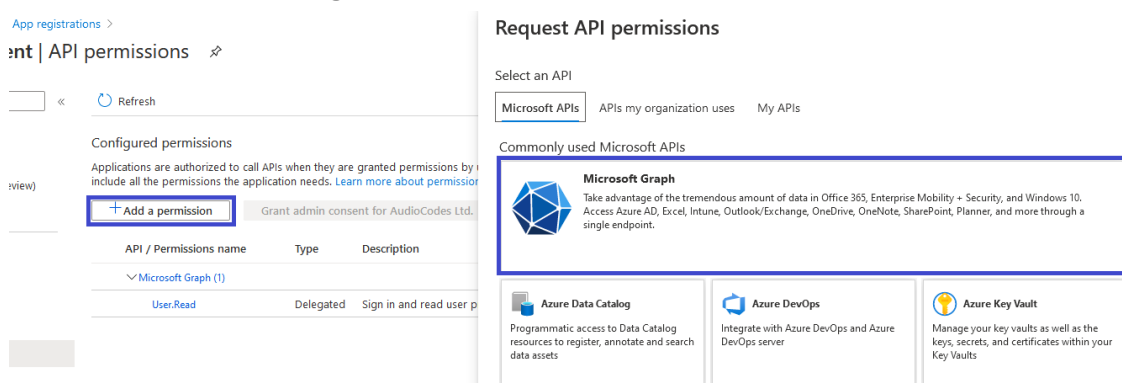 App registrations >
ent | API permissions
«
Refresh
Configured permissions
Applications are authorized to call APIs when they are granted permissions by
include all the permissions the application needs. Learn more about permission
eview)
+ Add a permission
Grant admin consent for AudioCodes Ltd.
API / Permissions name
Type
Description
Microsoft Graph (1)
User.Read
Delegated
Sign in and read user p
Request API permissions
Select an API
Microsoft APIs
APIs my organization uses
My APIs
Commonly used Microsoft APIs
Microsoft Graph
Take advantage of the tremendous amount of data in Office 365, Enterprise Mobility + Security, and Windows 10.
Access Azure AD, Excel, Intune, Outlook/Exchange, OneDrive, OneNote, SharePoint, Planner, and more through a
single endpoint.
Azure Data Catalog
Programmatic access to Data Catalog
resources to register, annotate and search
data assets
Azure DevOps
Integrate with Azure DevOps and Azure
DevOps server
Azure Key Vault
Manage your key vaults as well as the
keys, secrets, and certificates within your
Key Vaults